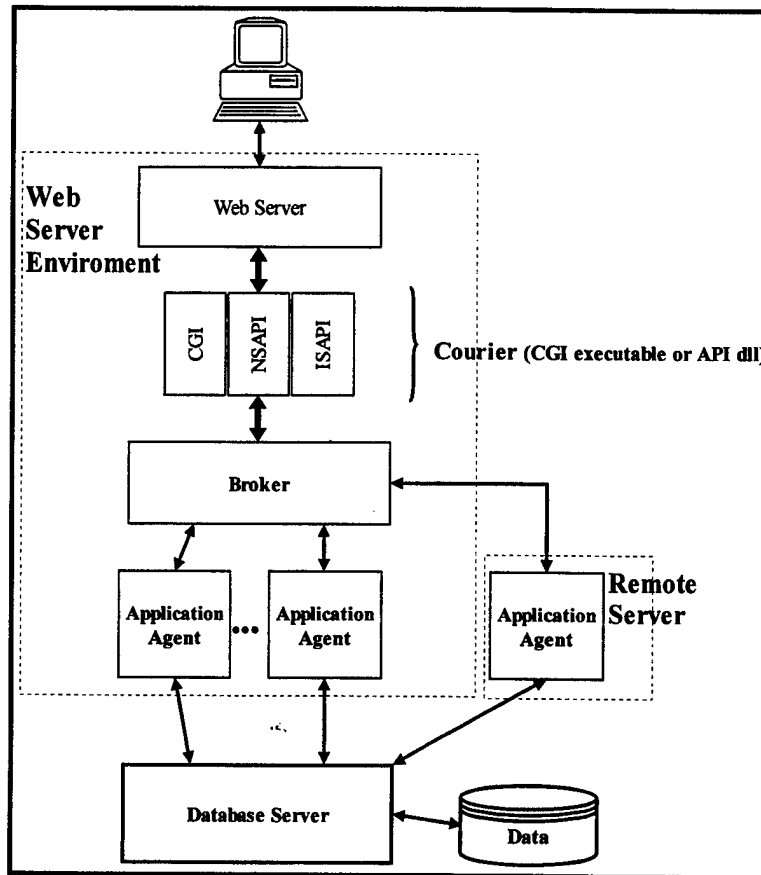 Web
Server
Enviroment
Web Server
CGI
NSAPI
ISAPI
Courier (CGI executable or API dll)
Broker
Application
Agent
...
Application
Agent
Remote
Server
Application
Agent
Database Server
Data